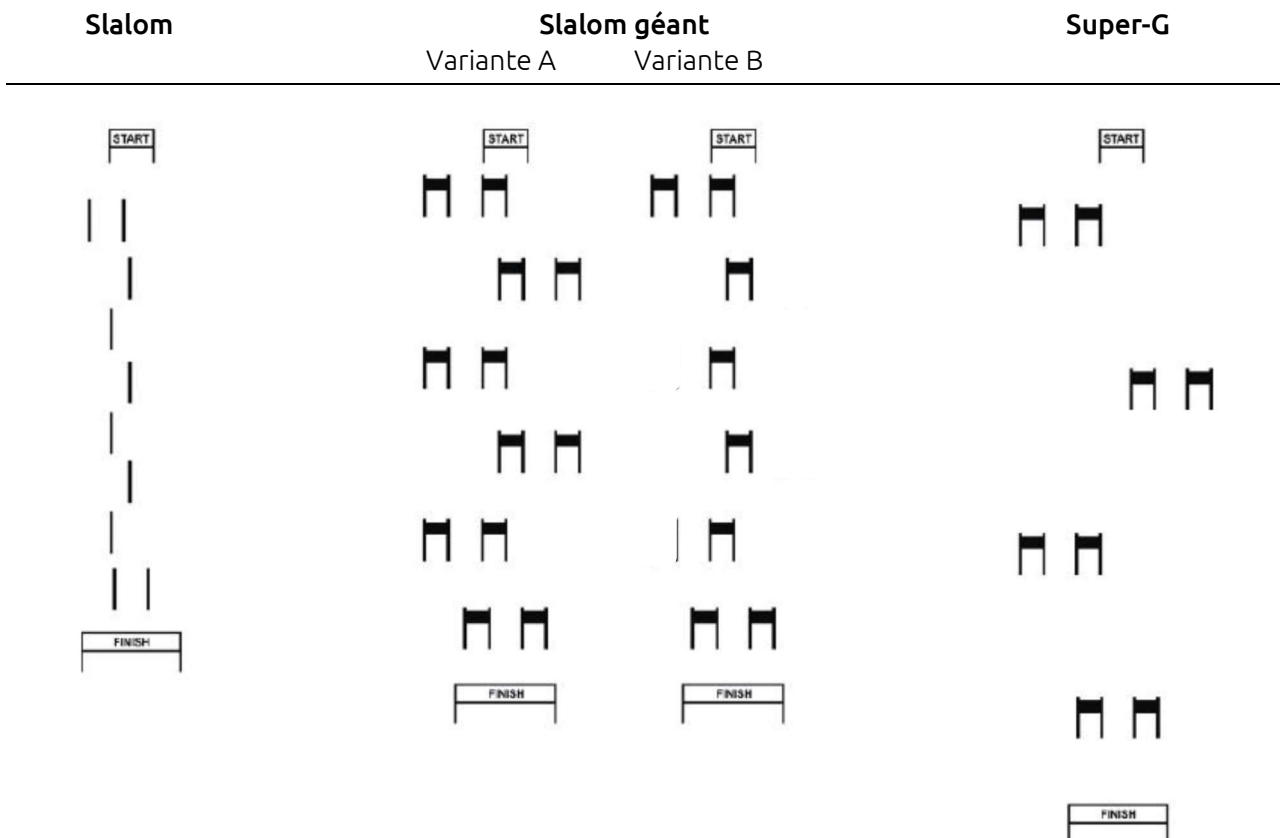 Slalom Slalom géant Super-G
Variante A Variante B
START START START START
FINISH
FINISH FINISH
FINISH